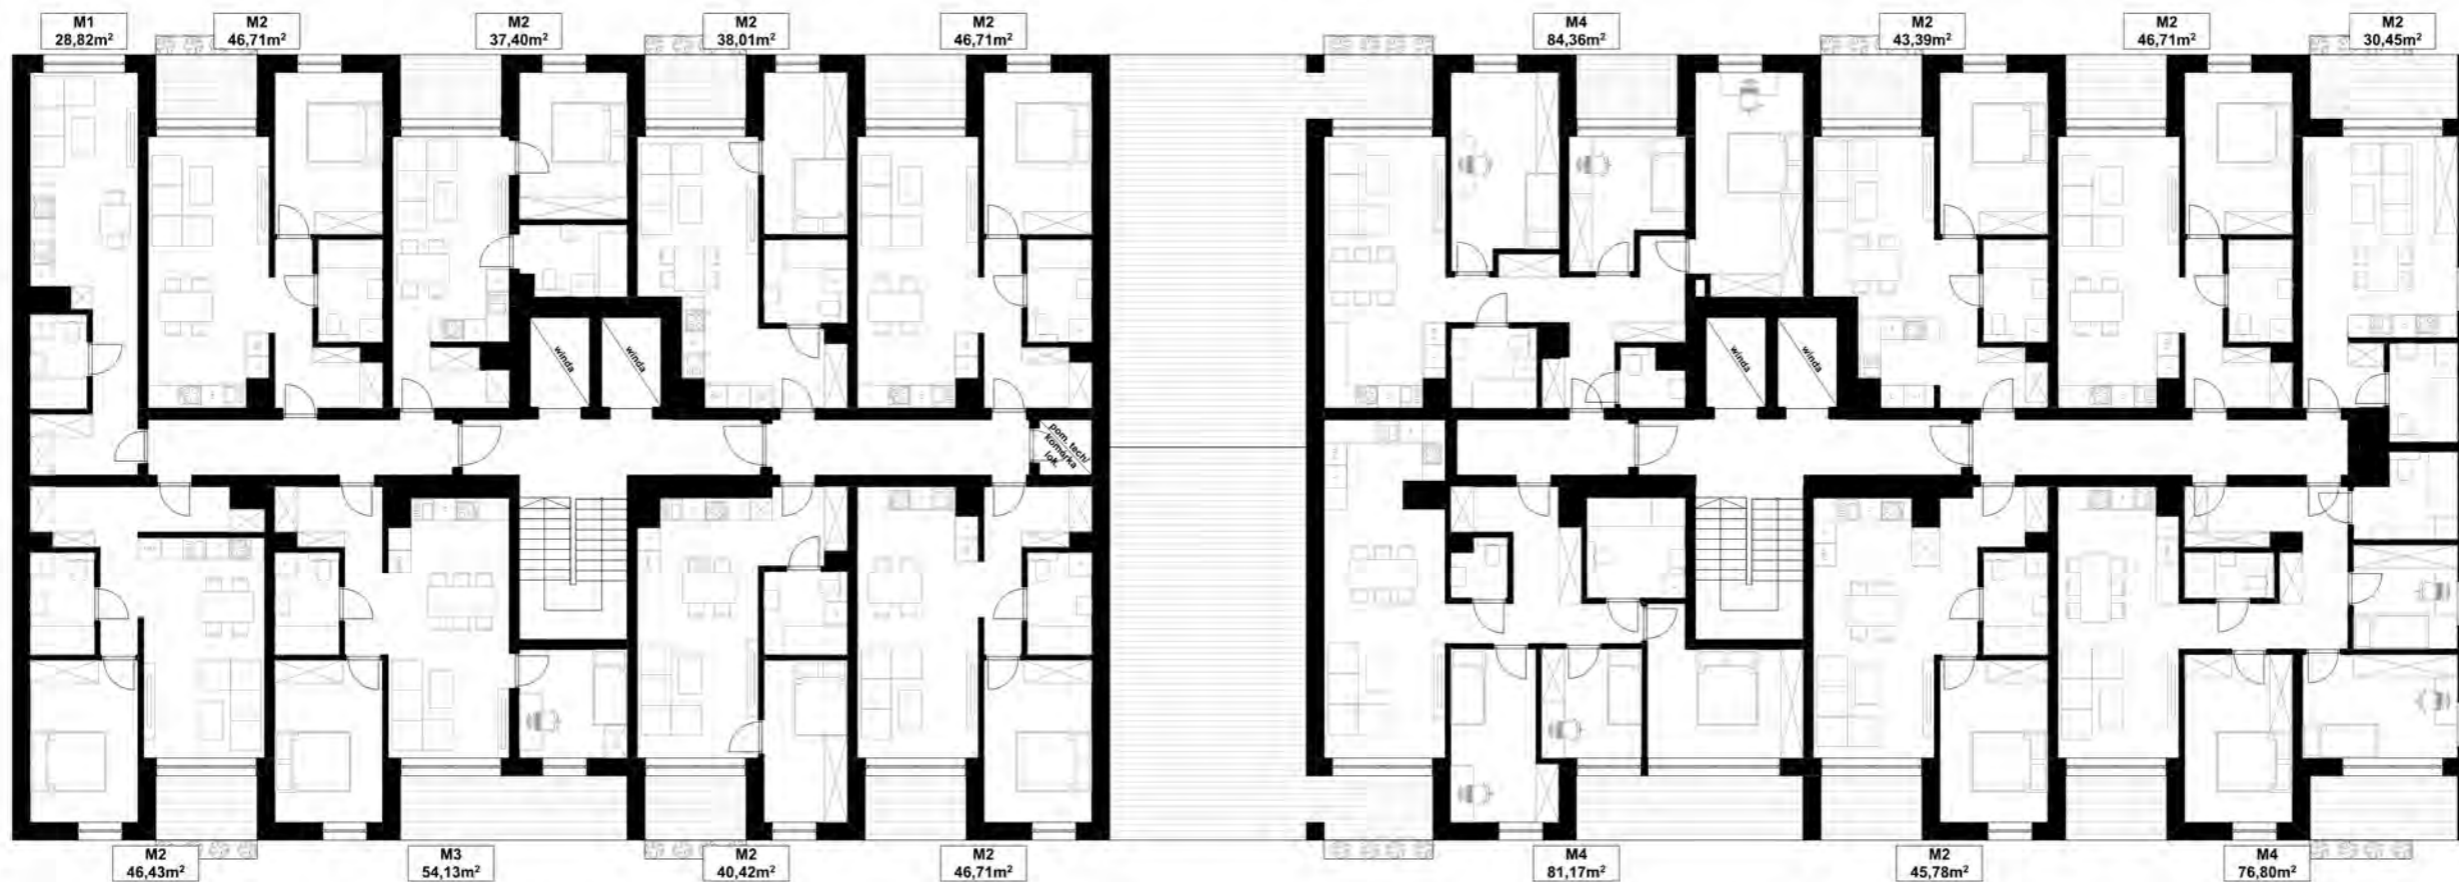 M1
28,82m²
M2
46,71m²
M2
37,40m²
M2
38,01m²
M2
46,71m²
M4
84,36m²
M2
43,39m²
M2
46,71m²
M2
30,45m²
winda
winda
winda
winda
pom. tech/
komórka
lok.
M2
46,43m²
M3
54,13m²
M2
40,42m²
M2
46,71m²
M4
81,17m²
M2
45,78m²
M4
76,80m²